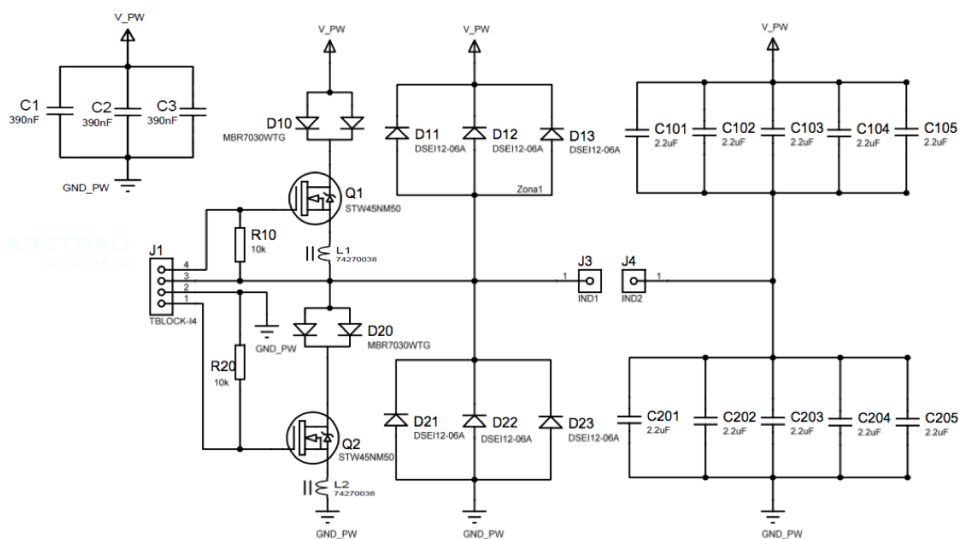 V_PW
C1
390nF
C2
390nF
C3
390nF
GND_PW
V_PW
D10
MBR7030WTG
Q1
STW45NM50
R10
10k
L1
74270038
J1
4
3
2
1
TBLOCK-I4
GND_PW
R20
10k
D20
MBR7030WTG
Q2
STW45NM50
L2
74270038
GND_PW
V_PW
D11
DSEI12-06A
D12
DSEI12-06A
D13
DSEI12-06A
Zona1
J3
1
IND1
J4
1
IND2
D21
DSEI12-06A
D22
DSEI12-06A
D23
DSEI12-06A
GND_PW
V_PW
C101
2.2uF
C102
2.2uF
C103
2.2uF
C104
2.2uF
C105
2.2uF
C201
2.2uF
C202
2.2uF
C203
2.2uF
C204
2.2uF
C205
2.2uF
GND_PW